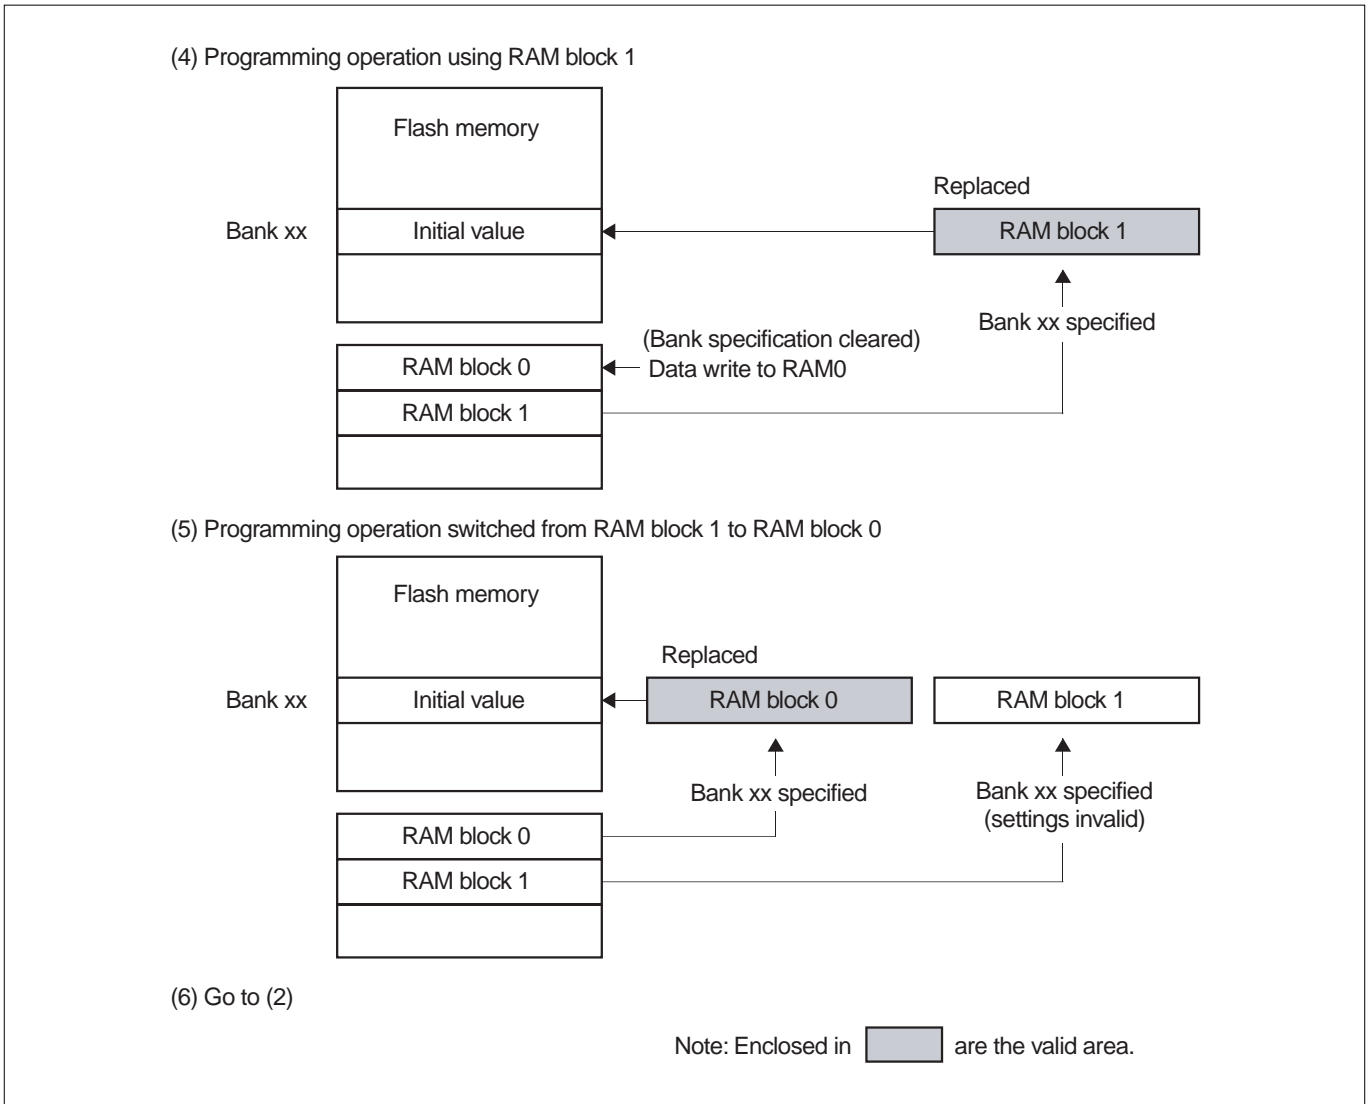 (4) Programming operation using RAM block 1
Flash memory
Replaced
Bank xx
Initial value
RAM block 1
Bank xx specified
(Bank specification cleared)
RAM block 0
Data write to RAM0
RAM block 1
(5) Programming operation switched from RAM block 1 to RAM block 0
Flash memory
Replaced
Bank xx
Initial value
RAM block 0
RAM block 1
Bank xx specified
Bank xx specified
(settings invalid)
RAM block 0
RAM block 1
(6) Go to (2)
Note: Enclosed in are the valid area.